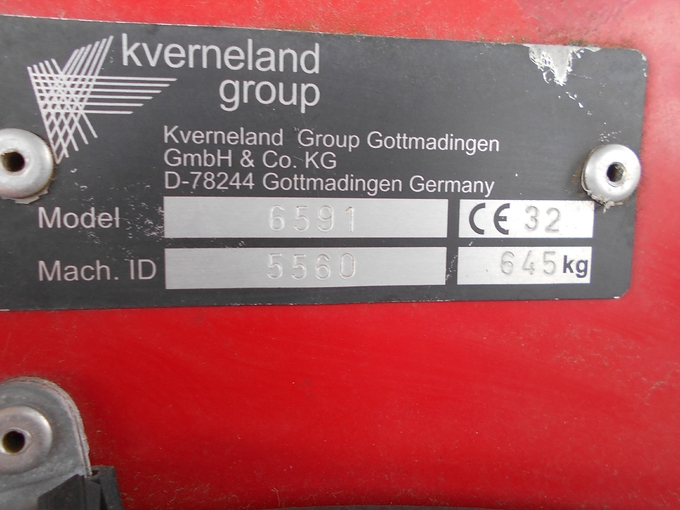 kverneland
group
Kverneland Group Gottmadingen
GmbH & Co. KG
D-78244 Gottmadingen Germany
Model 6591 CE 32
Mach. ID 5560 645 kg